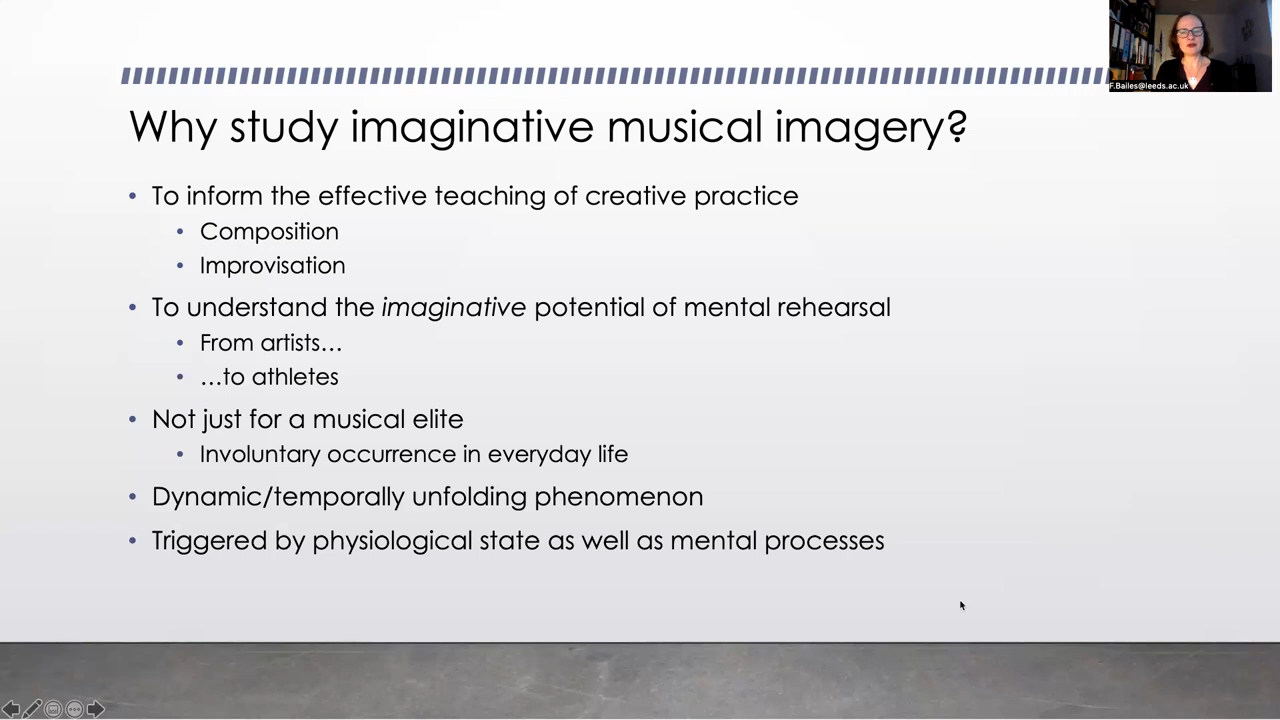 F.Bailes@leeds.ac.uk
Why study imaginative musical imagery?
• To inform the effective teaching of creative practice
• Composition
• Improvisation
• To understand the imaginative potential of mental rehearsal
• From artists…
• …to athletes
• Not just for a musical elite
• Involuntary occurrence in everyday life
• Dynamic/temporally unfolding phenomenon
• Triggered by physiological state as well as mental processes